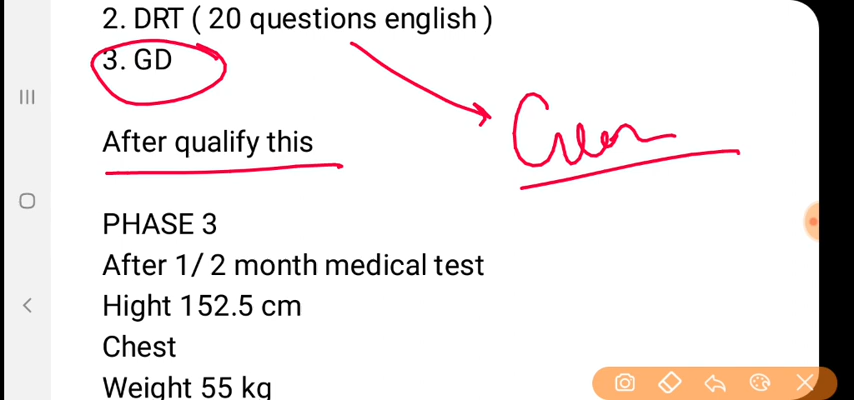 2. DRT ( 20 questions english )
3. GD
After qualify this
PHASE 3
After 1/ 2 month medical test
Hight 152.5 cm
Chest
Weight 55 kg